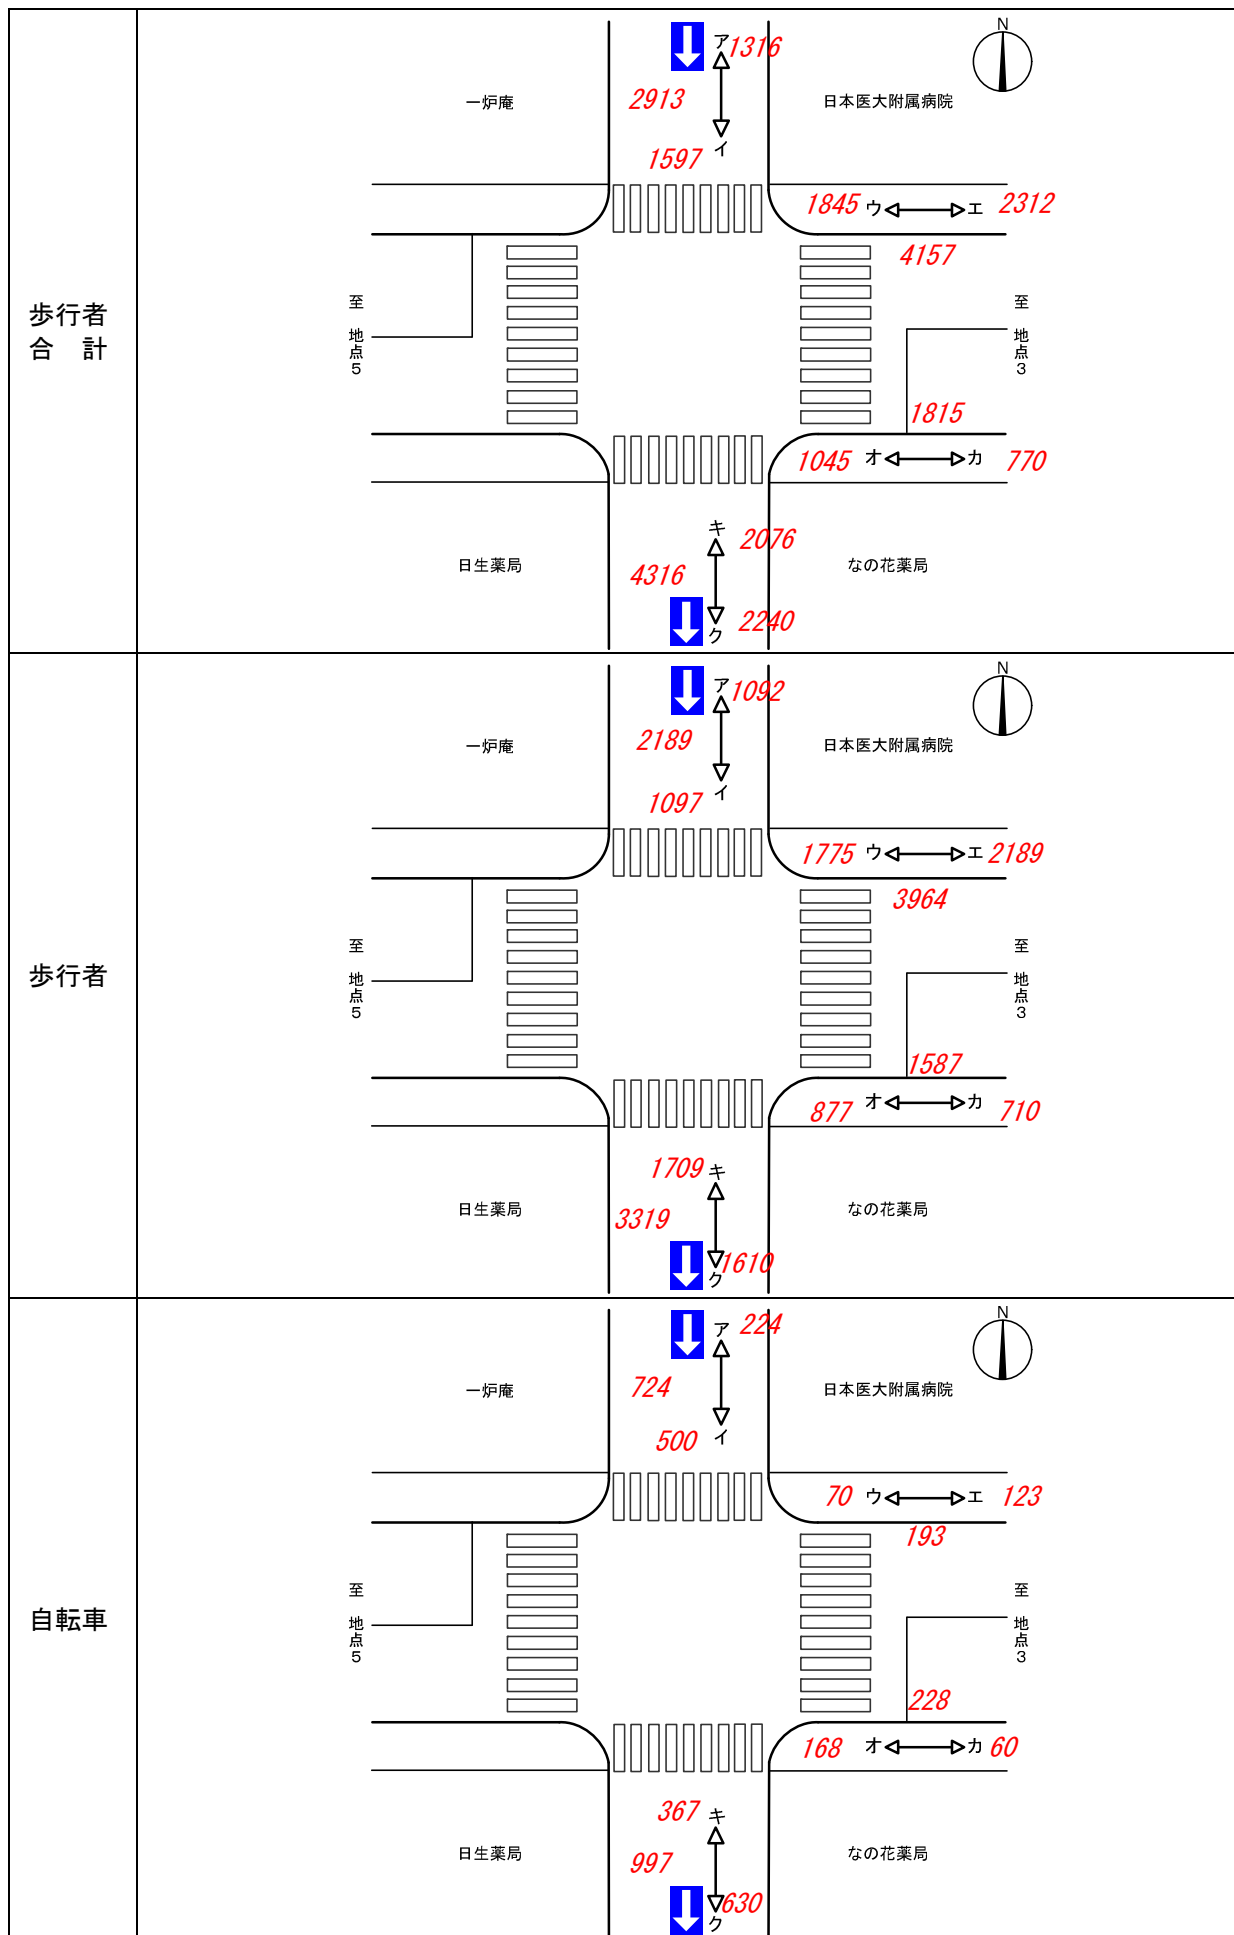 歩行者
合　計
ア 1316
N
2913
一炉庵
日本医大附属病院
イ
1597
1845 ウ エ 2312
4157
至 地点5
至 地点3
1815
1045 オ カ 770
キ 2076
日生薬局
4316
なの花薬局
ク 2240
歩行者
ア 1092
N
2189
一炉庵
日本医大附属病院
イ
1097
1775 ウ エ 2189
3964
至 地点5
至 地点3
1587
877 オ カ 710
1709 キ
日生薬局
3319
なの花薬局
ク 1610
自転車
ア 224
N
724
一炉庵
日本医大附属病院
500 イ
70 ウ エ 123
193
至 地点5
至 地点3
228
168 オ カ 60
367 キ
日生薬局
997
なの花薬局
ク 630